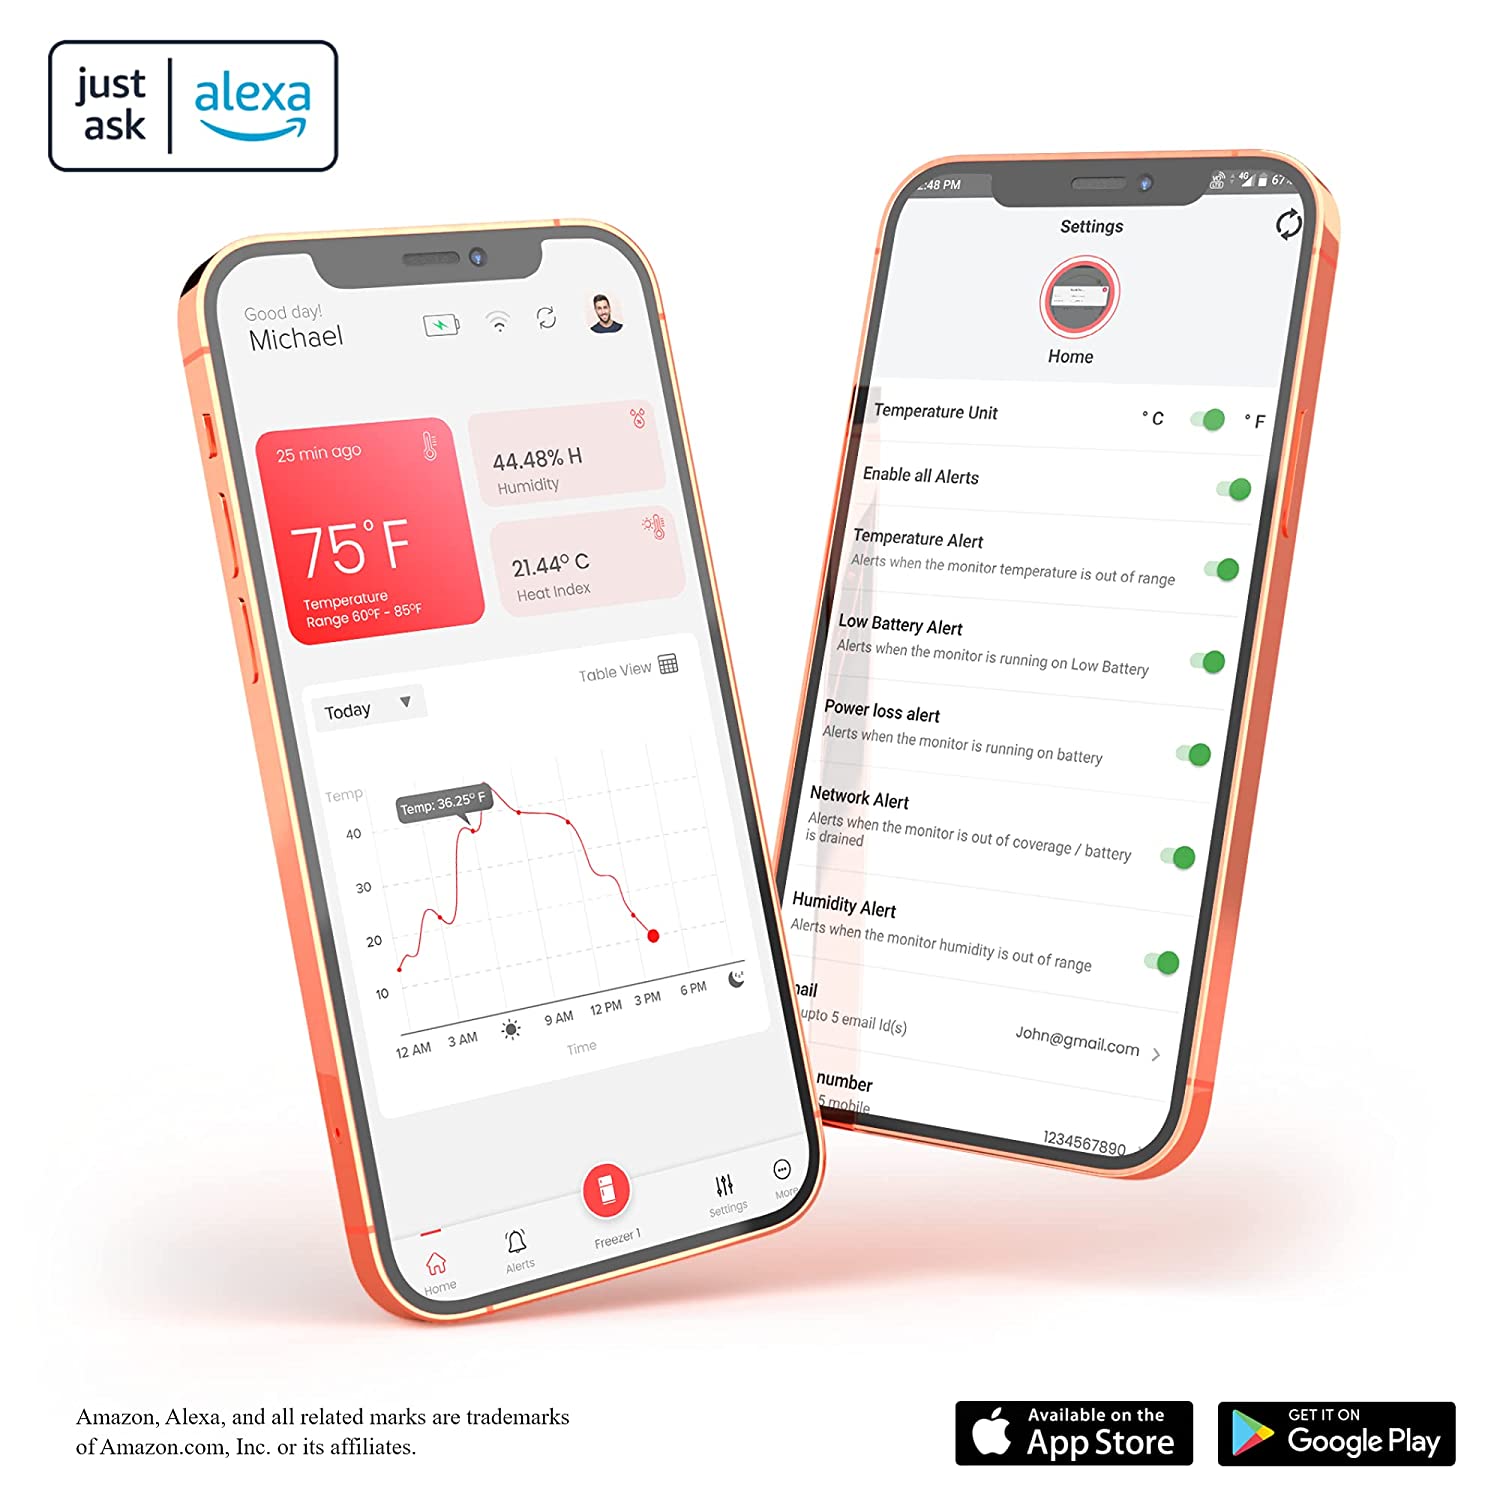 just
ask
alexa
Good day!
Michael
25 min ago
75°F
Temperature
Range 60ºF - 85ºF
44.48% H
Humidity
21.44º C
Heat Index
Table View
Today
Temp
Temp: 36.25º F
40
30
20
10
12 AM 3 AM 9 AM 12 PM 3 PM 6 PM
Time
Home
Alerts
Freezer 1
Settings
More
:48 PM
4G
67
Settings
Home
Temperature Unit ° C ° F
Enable all Alerts
Temperature Alert
Alerts when the monitor temperature is out of range
Low Battery Alert
Alerts when the monitor is running on Low Battery
Power loss alert
Alerts when the monitor is running on battery
Network Alert
Alerts when the monitor is out of coverage / battery
is drained
Humidity Alert
Alerts when the monitor humidity is out of range
upto 5 email Id(s)
John@gmail.com
number
5 mobile
1234567890
Amazon, Alexa, and all related marks are trademarks
of Amazon.com, Inc. or its affiliates.
Available on the
App Store
GET IT ON
Google Play